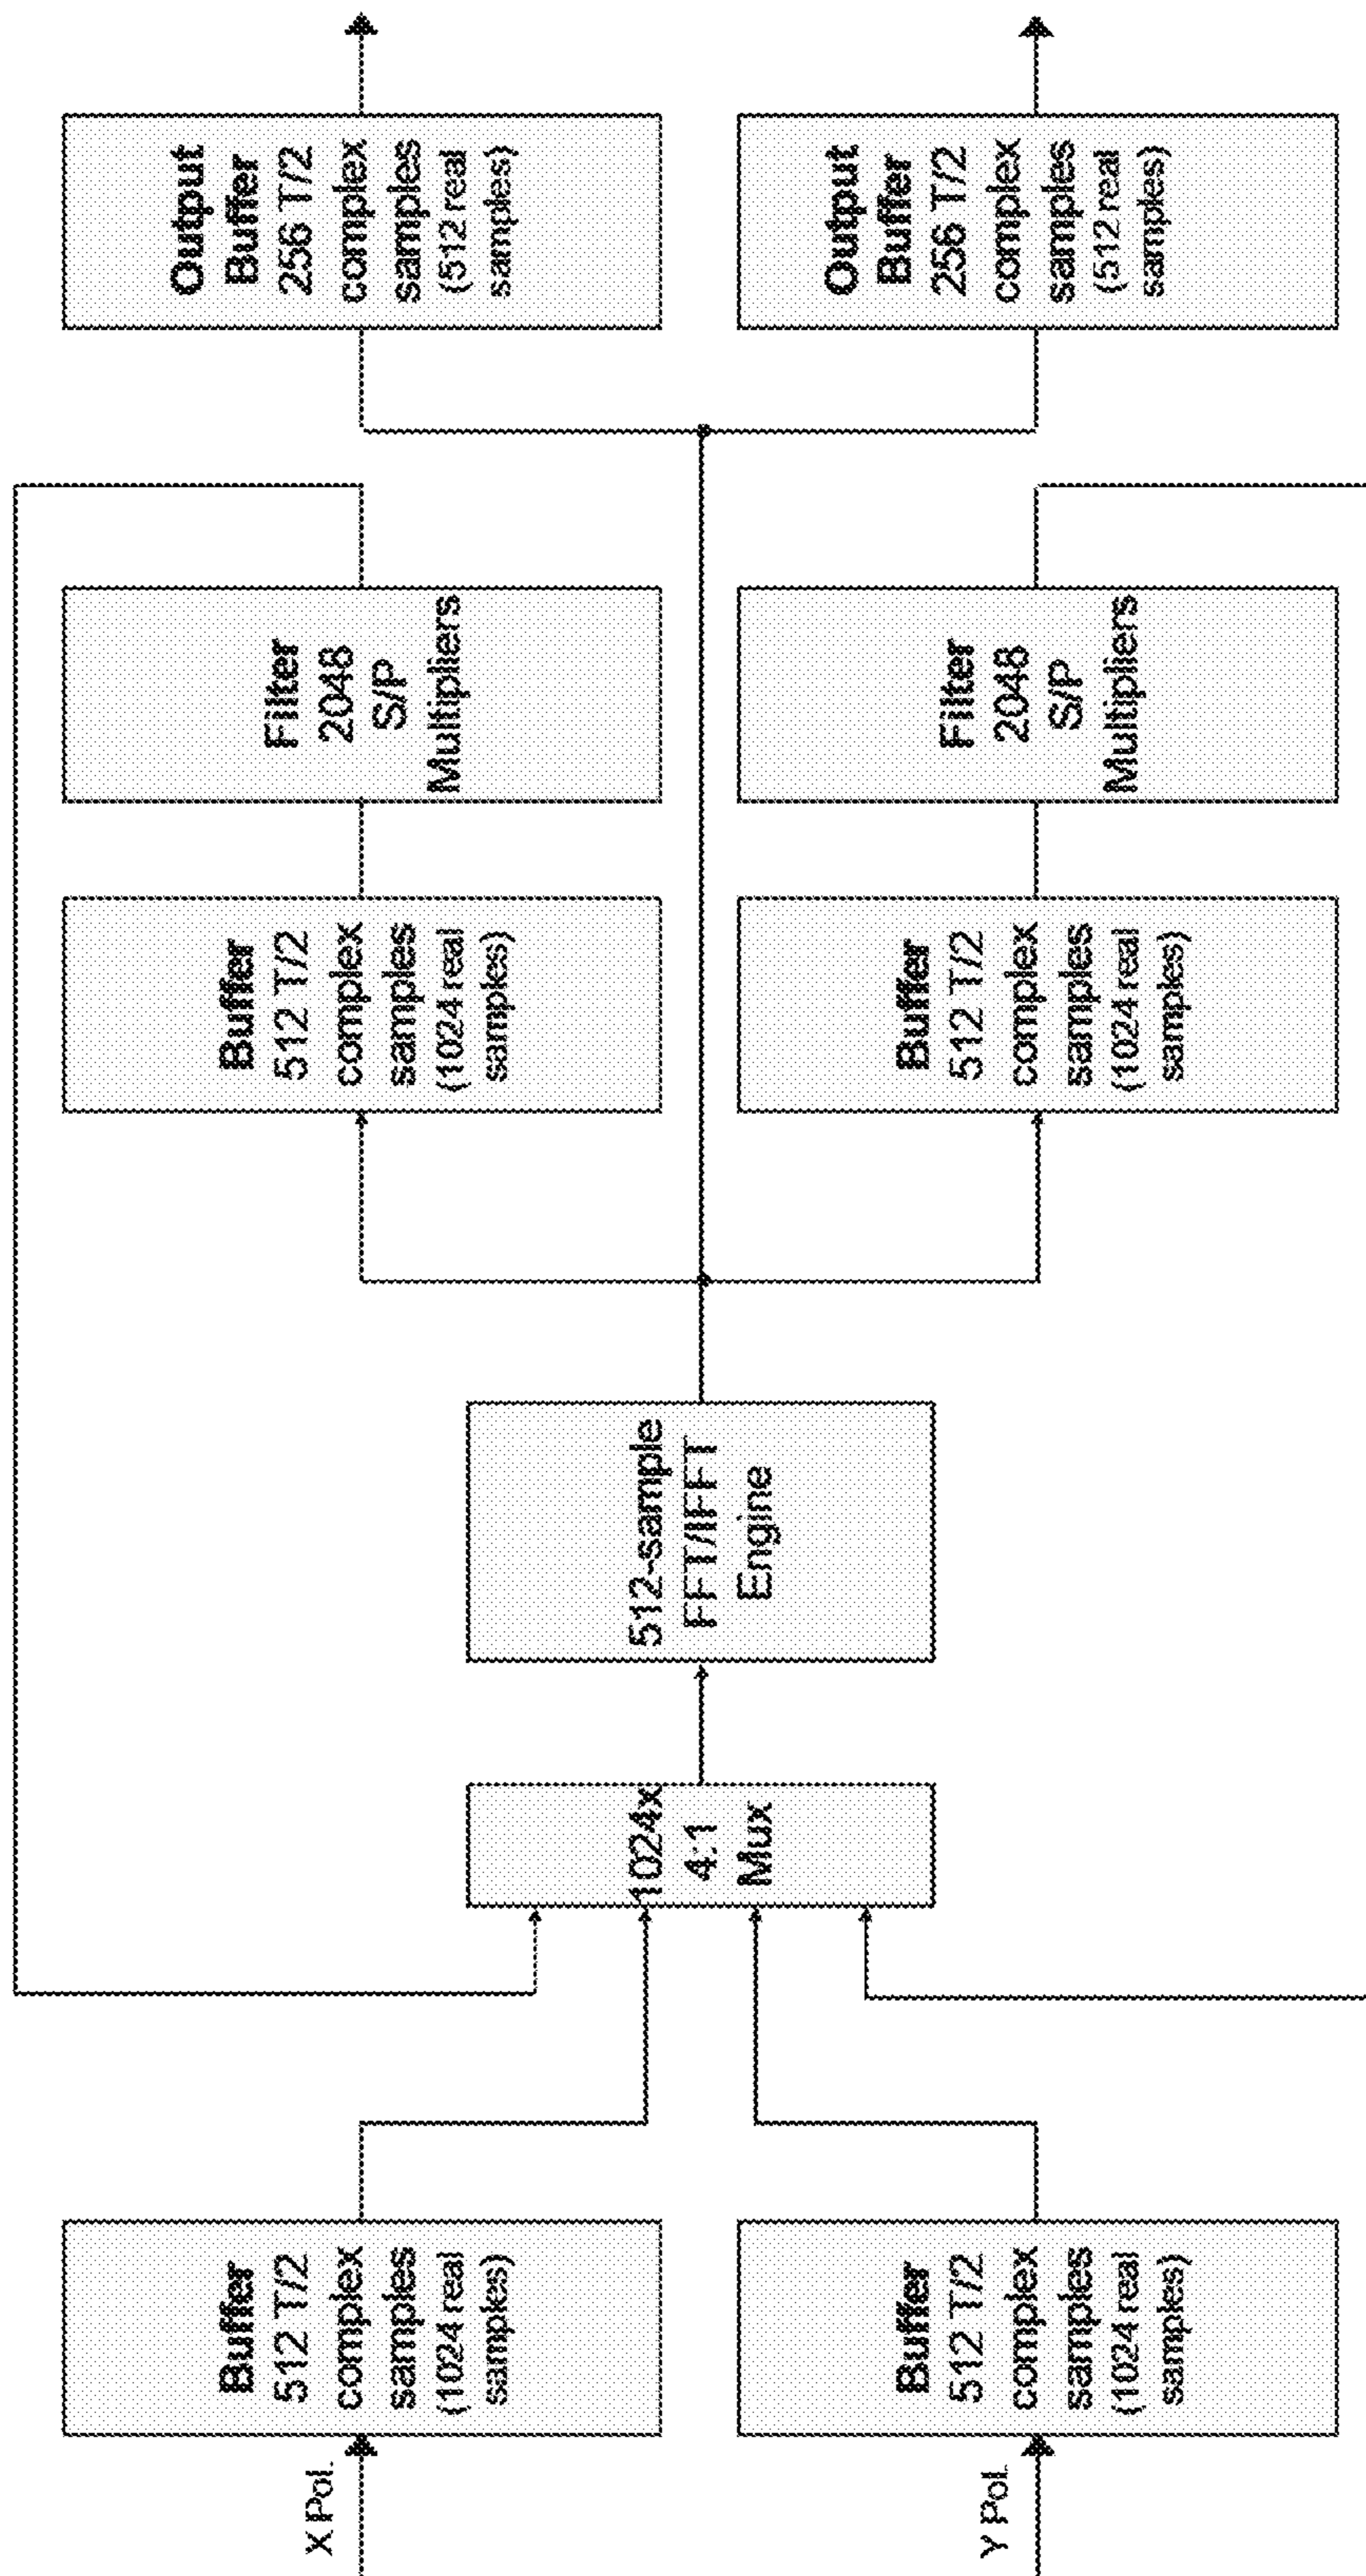 X Pol.
Buffer
512 T/2
complex
samples
(1024 real
samples)
Y Pol.
Buffer
512 T/2
complex
samples
(1024 real
samples)
1024x
4:1
Mux
512-sample
FFT/IFFT
Engine
Buffer
512 T/2
complex
samples
(1024 real
samples)
Buffer
512 T/2
complex
samples
(1024 real
samples)
Filter
2048
S/P
Multipliers
Filter
2048
S/P
Multipliers
Output
Buffer
256 T/2
complex
samples
(512 real
samples)
Output
Buffer
256 T/2
complex
samples
(512 real
samples)